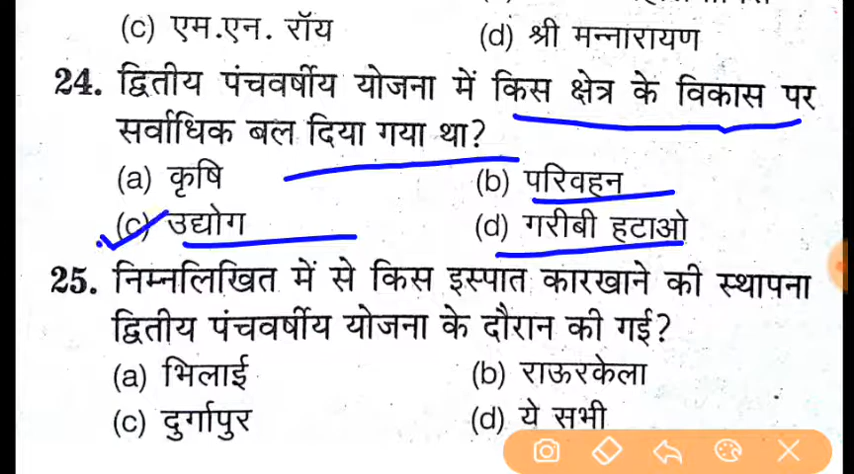 (c) एम.एन. रॉय (d) श्री मन्नारायण
24. द्वितीय पंचवर्षीय योजना में किस क्षेत्र के विकास पर
सर्वाधिक बल दिया गया था?
(a) कृषि (b) परिवहन
(c) उद्योग (d) गरीबी हटाओ
25. निम्नलिखित में से किस इस्पात कारखाने की स्थापना
द्वितीय पंचवर्षीय योजना के दौरान की गई?
(a) भिलाई (b) राऊरकेला
(c) दुर्गापुर (d) ये सभी